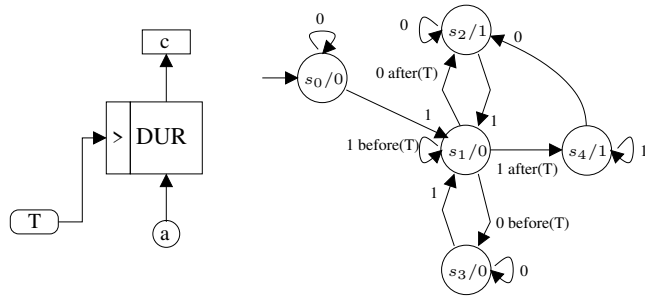 c
> DUR
T
a
0
s0/0
1
0
s2/1
0
0 after(T)
1
1 before(T)
s1/0
1 after(T)
s4/1
1
1
0 before(T)
s3/0
0